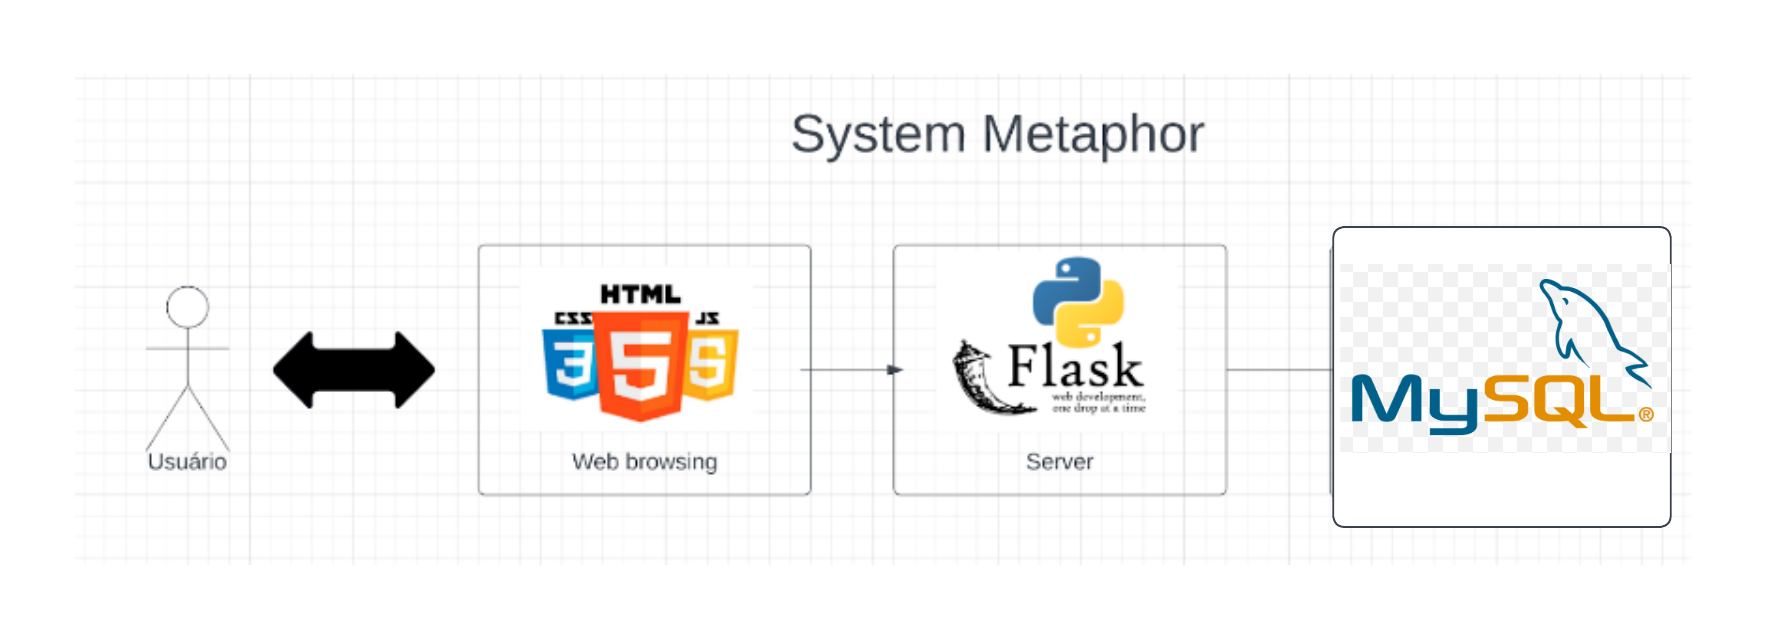 System Metaphor
Usuário
HTML
CSS
JS
3
5
5
Web browsing
Flask
web development,
one drop at a time
Server
MySQL®